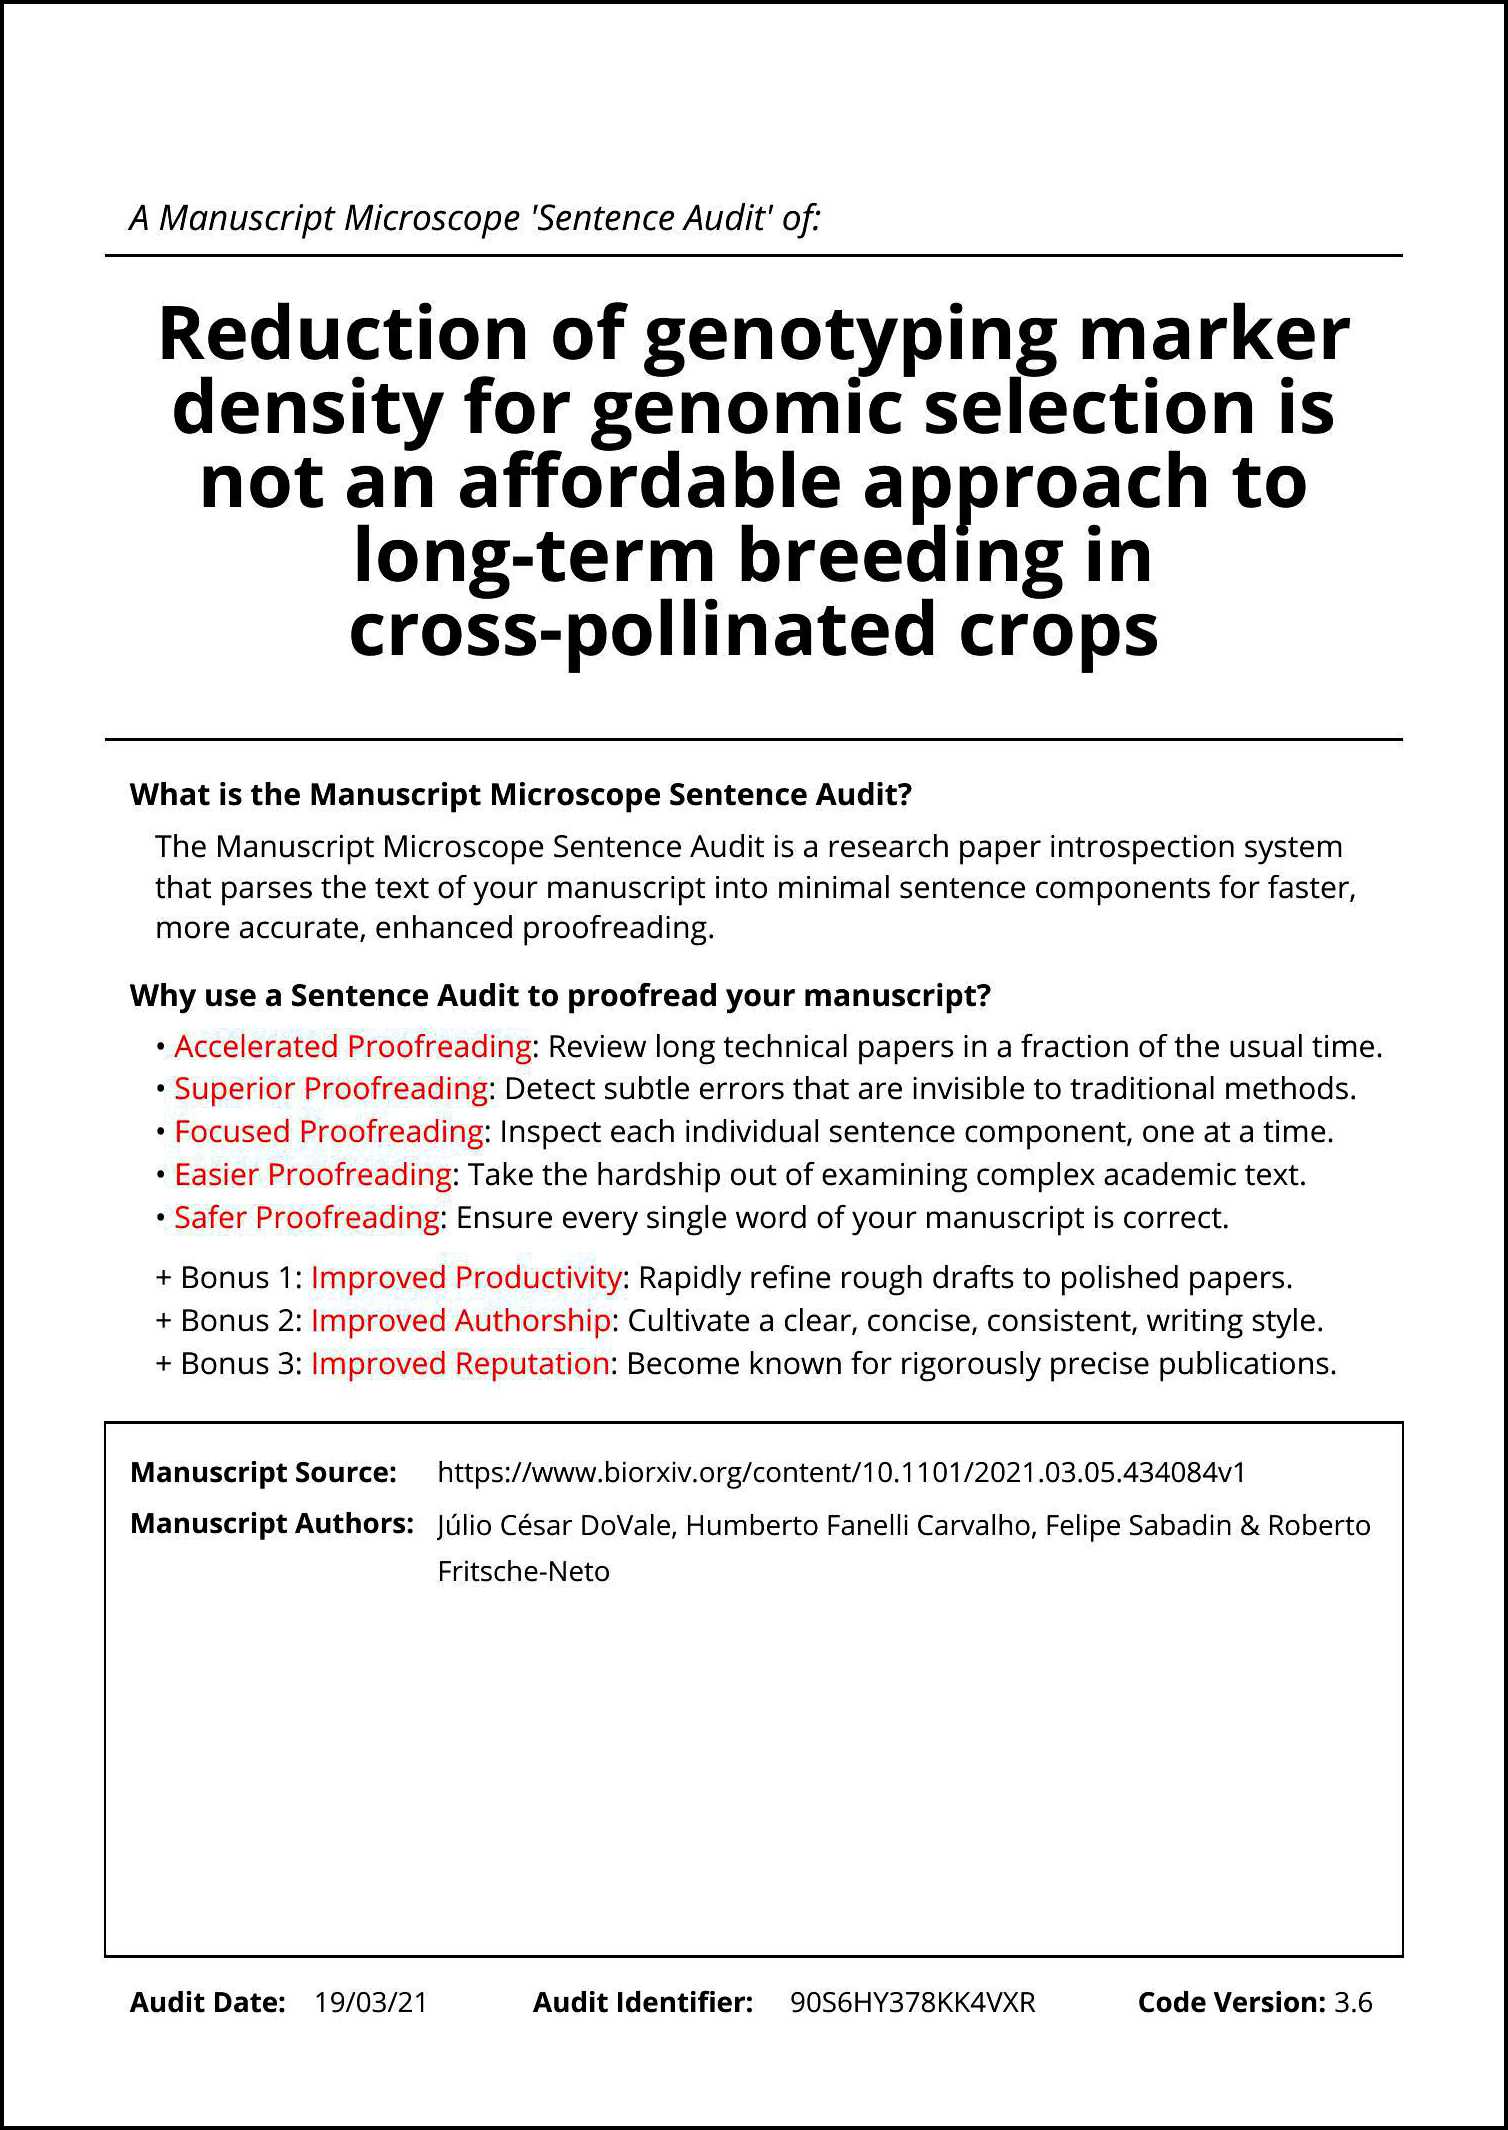 A Manuscript Microscope 'Sentence Audit' of:
Reduction of genotyping marker
density for genomic selection is
not an affordable approach to
long-term breeding in
cross-pollinated crops
What is the Manuscript Microscope Sentence Audit?
The Manuscript Microscope Sentence Audit is a research paper introspection system
that parses the text of your manuscript into minimal sentence components for faster,
more accurate, enhanced proofreading.
Why use a Sentence Audit to proofread your manuscript?
• Accelerated Proofreading: Review long technical papers in a fraction of the usual time.
• Superior Proofreading: Detect subtle errors that are invisible to traditional methods.
• Focused Proofreading: Inspect each individual sentence component, one at a time.
• Easier Proofreading: Take the hardship out of examining complex academic text.
• Safer Proofreading: Ensure every single word of your manuscript is correct.
+ Bonus 1: Improved Productivity: Rapidly refine rough drafts to polished papers.
+ Bonus 2: Improved Authorship: Cultivate a clear, concise, consistent, writing style.
+ Bonus 3: Improved Reputation: Become known for rigorously precise publications.
Manuscript Source: https://www.biorxiv.org/content/10.1101/2021.03.05.434084v1
Manuscript Authors: Júlio César DoVale, Humberto Fanelli Carvalho, Felipe Sabadin & Roberto
Fritsche-Neto
Audit Date: 19/03/21 Audit Identifier: 90S6HY378KK4VXR Code Version: 3.6